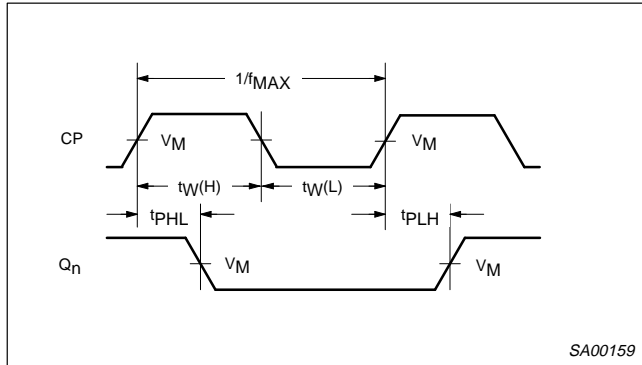 1/fMAX
CP
VM
VM
tW(H)
tW(L)
tPHL
tPLH
Qn
VM
VM
SA00159